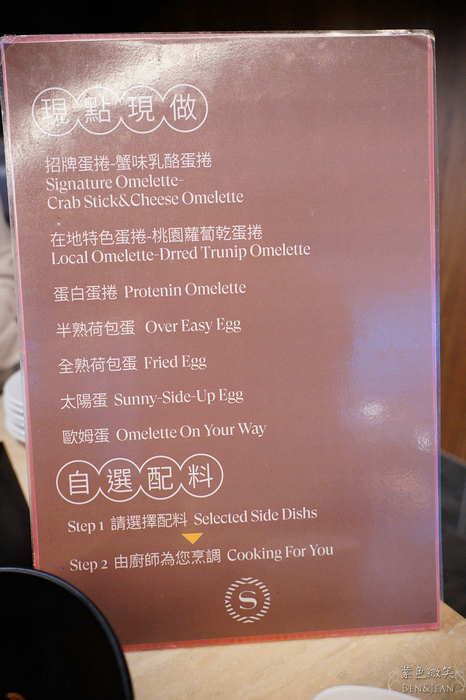 現點現做
招牌蛋捲-蟹味乳酪蛋捲
Signature Omelette-
Crab Stick&Cheese Omelette
在地特色蛋捲-桃園蘿蔔乾蛋捲
Local Omelette-Drred Trunip Omelette
蛋白蛋捲 Protenin Omelette
半熟荷包蛋 Over Easy Egg
全熟荷包蛋 Fried Egg
太陽蛋 Sunny-Side-Up Egg
歐姆蛋 Omelette On Your Way
自選配料
Step 1 請選擇配料 Selected Side Dishs
Step 2 由廚師為您烹調 Cooking For You
S
紫色微笑
BEN&JEAN